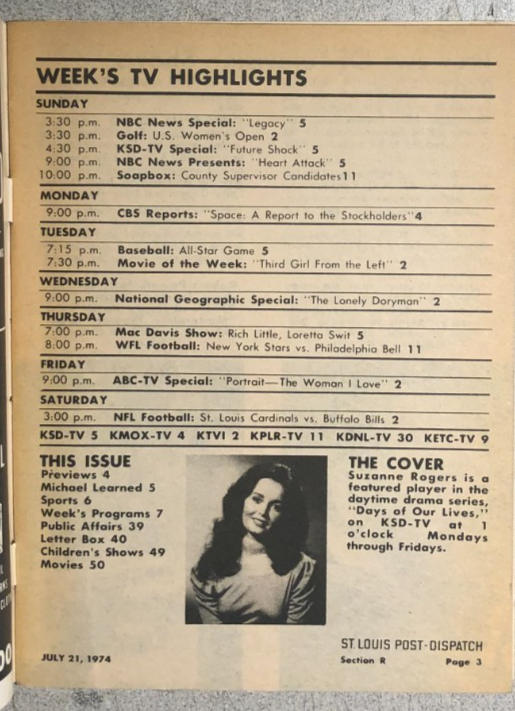 WEEK'S TV HIGHLIGHTS
SUNDAY
3:30 p.m. NBC News Special: "Legacy" 5
3:30 p.m. Golf: U.S. Women's Open 2
4:30 p.m. KSD-TV Special: "Future Shock" 5
9:00 p.m. NBC News Presents: "Heart Attack" 5
10:00 p.m. Soapbox: County Supervisor Candidates 11
MONDAY
9:00 p.m. CBS Reports: "Space: A Report to the Stockholders" 4
TUESDAY
7:15 p.m. Baseball: All-Star Game 5
7:30 p.m. Movie of the Week: "Third Girl From the Left" 2
WEDNESDAY
9:00 p.m. National Geographic Special: "The Lonely Doryman" 2
THURSDAY
7:00 p.m. Mac Davis Show: Rich Little, Loretta Swit 5
8:00 p.m. WFL Football: New York Stars vs. Philadelphia Bell 11
FRIDAY
9:00 p.m. ABC-TV Special: "Portrait—The Woman I Love" 2
SATURDAY
3:00 p.m. NFL Football: St. Louis Cardinals vs. Buffalo Bills 2
KSD-TV 5 KMOX-TV 4 KTVI 2 KPLR-TV 11 KDNL-TV 30 KETC-TV 9
THIS ISSUE
Previews 4
Michael Learned 5
Sports 6
Week's Programs 7
Public Affairs 39
Letter Box 40
Children's Shows 49
Movies 50
THE COVER
Suzanne Rogers is a
featured player in the
daytime drama series,
"Days of Our Lives,"
on KSD-TV at 1
o'clock Mondays
through Fridays.
JULY 21, 1974
ST LOUIS POST-DISPATCH
Section R Page 3